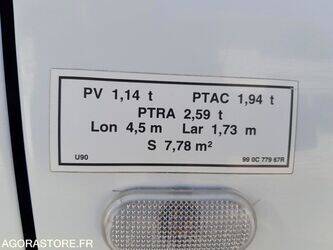 PV 1,14 t PTAC 1,94 t
PTRA 2,59 t
Lon 4,5 m Lar 1,73 m
S 7,78 m²
U90 99 0C 779 67R
AGORASTORE.FR